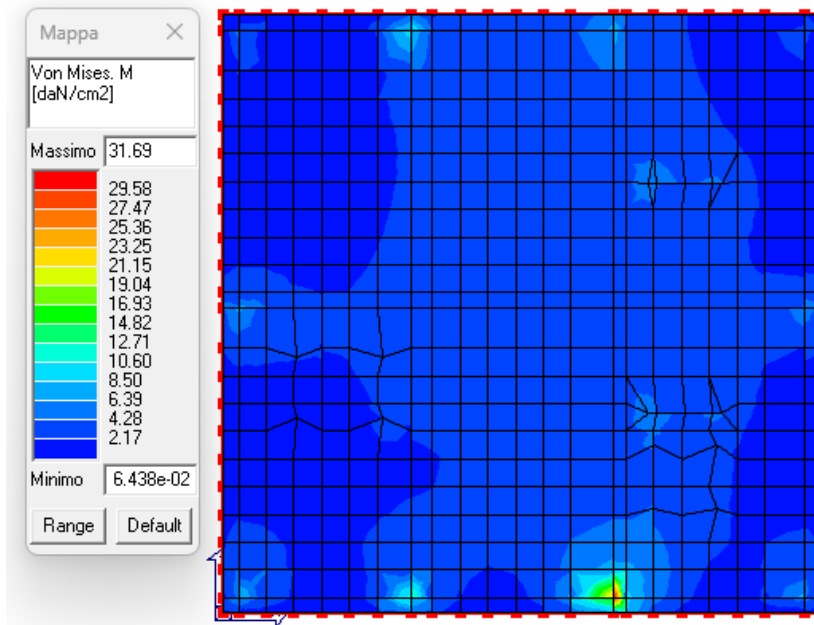 Mappa
Von Mises. M
[daN/cm2]
Massimo 31.69
29.58
27.47
25.36
23.25
21.15
19.04
16.93
14.82
12.71
10.60
8.50
6.39
4.28
2.17
Minimo 6.438e-02
Range Default